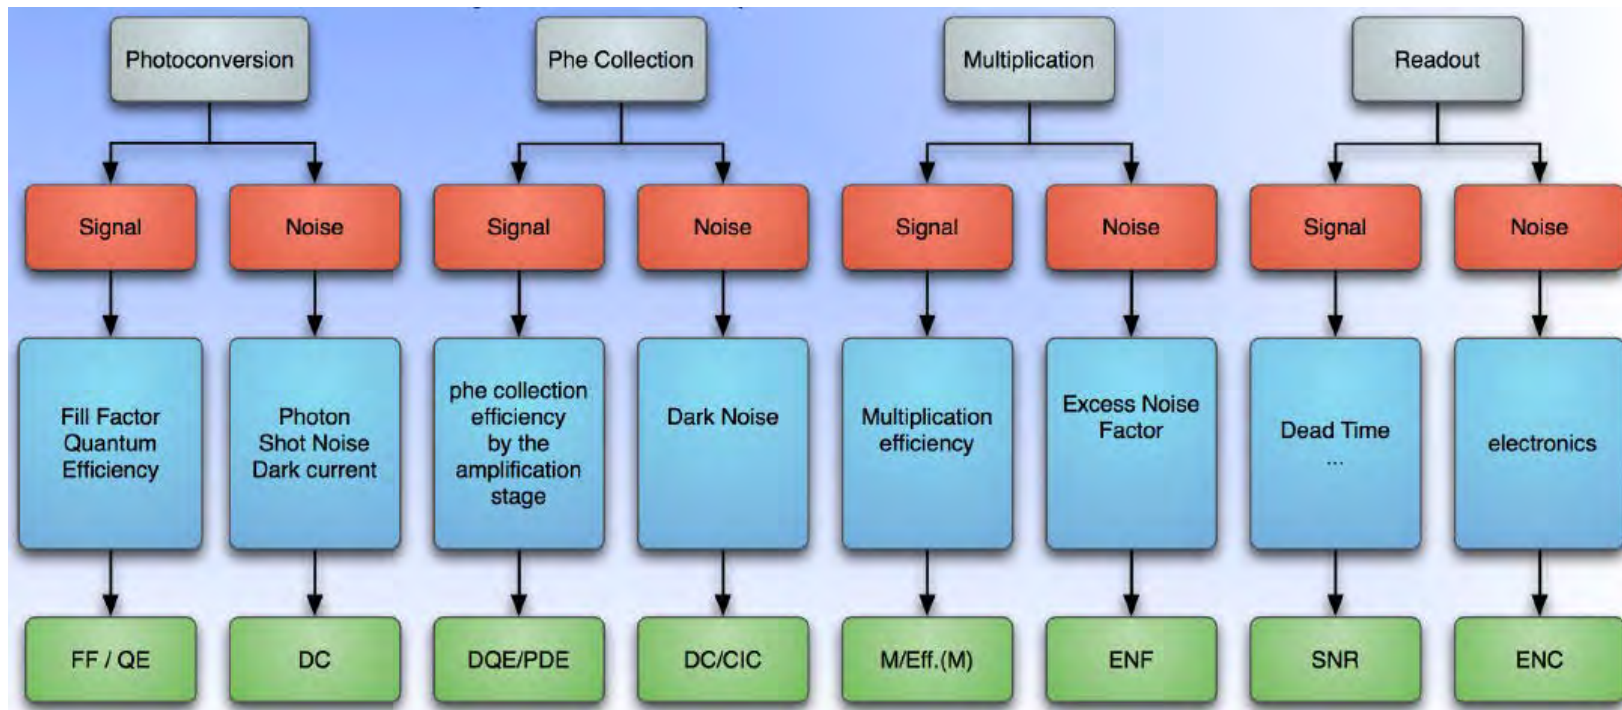 Photoconversion
Phe Collection
Multiplication
Readout
Signal
Noise
Signal
Noise
Signal
Noise
Signal
Noise
Fill Factor
Quantum
Efficiency
Photon
Shot Noise
Dark current
phe collection
efficiency
by the
amplification
stage
Dark Noise
Multiplication
efficiency
Excess Noise
Factor
Dead Time
...
electronics
FF / QE
DC
DQE/PDE
DC/CIC
M/Eff.(M)
ENF
SNR
ENC